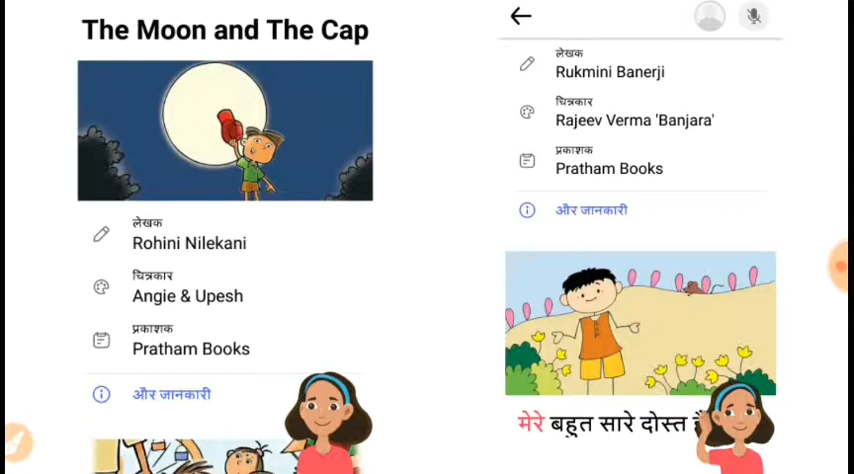 The Moon and The Cap
लेखक
Rohini Nilekani
चित्रकार
Angie & Upesh
प्रकाशक
Pratham Books
और जानकारी
लेखक
Rukmini Banerji
चित्रकार
Rajeev Verma 'Banjara'
प्रकाशक
Pratham Books
और जानकारी
मेरे बहुत सारे दोस्त